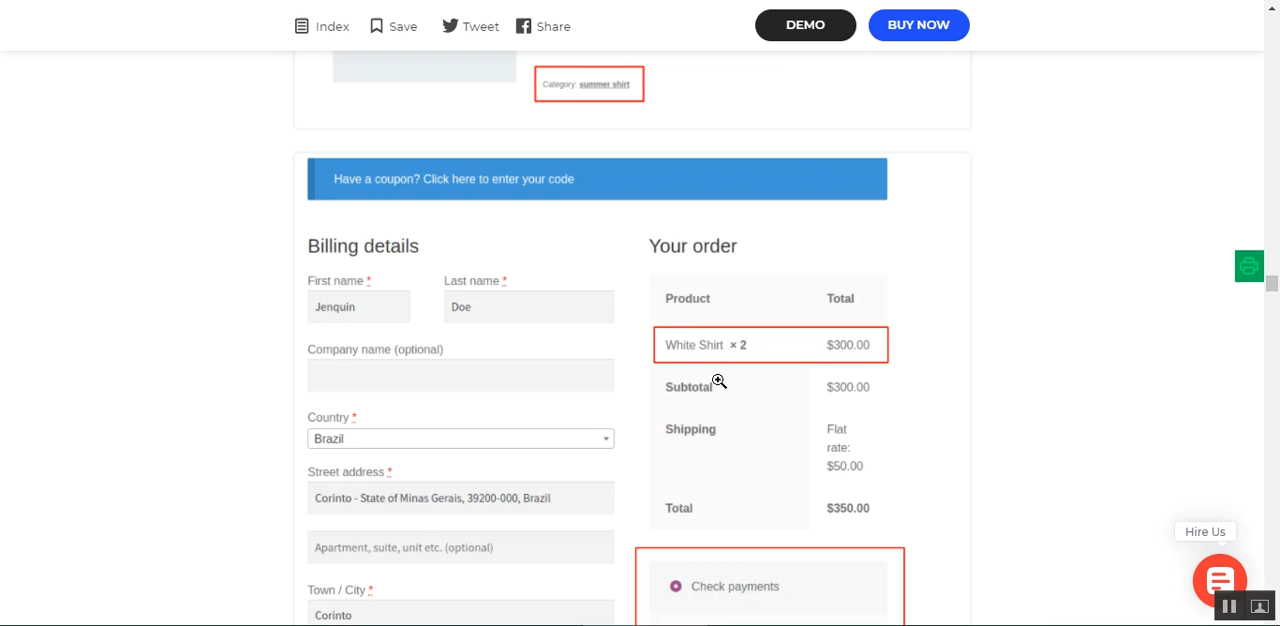 Index Save Tweet Share DEMO BUY NOW
Category: summer shirt
Have a coupon? Click here to enter your code
Billing details
First name * Last name *
Jenquin Doe
Company name (optional)
Country *
Brazil
Street address *
Corinto - State of Minas Gerais, 39200-000, Brazil
Apartment, suite, unit etc. (optional)
Town / City *
Corinto
Your order
Product Total
White Shirt × 2 $300.00
Subtotal $300.00
Shipping Flat
rate:
$50.00
Total $350.00
Check payments
Hire Us